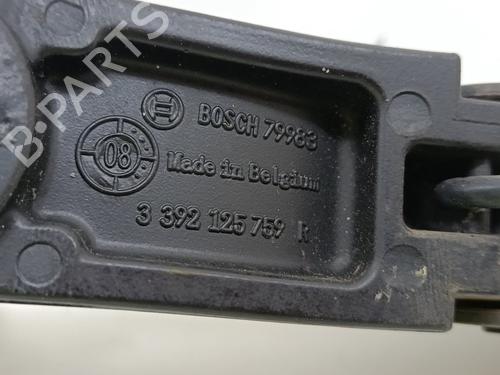 BOSCH 79983
08
Made in Belgium
3 392 125 759 R
B·PARTS